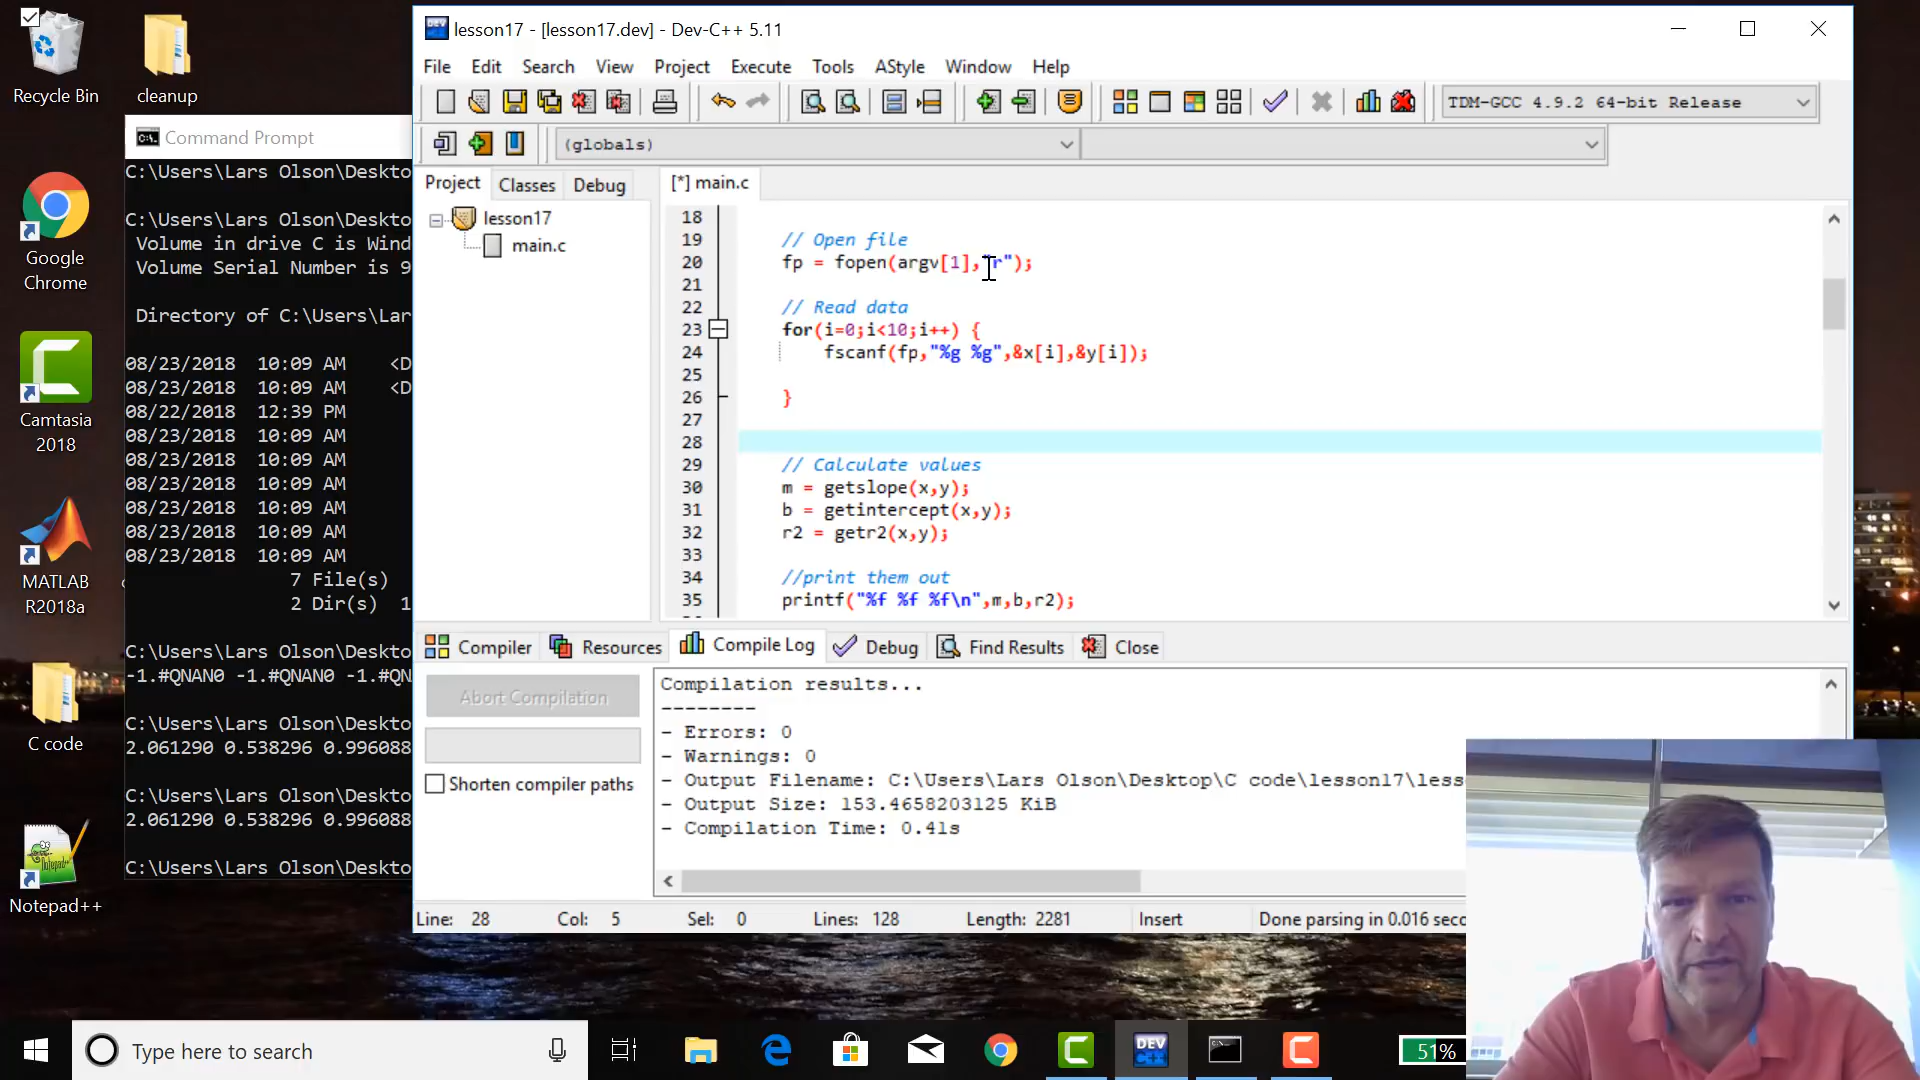 Recycle Bin
cleanup
Google
Chrome
Camtasia
2018
MATLAB
R2018a
C code
Notepad++
Command Prompt
C:\Users\Lars Olson\Deskto
C:\Users\Lars Olson\Deskto
Volume in drive C is Wind
Volume Serial Number is 9
Directory of C:\Users\Lar
08/23/2018 10:09 AM <D
08/23/2018 10:09 AM <D
08/22/2018 12:39 PM
08/23/2018 10:09 AM
08/23/2018 10:09 AM
08/23/2018 10:09 AM
08/23/2018 10:09 AM
08/23/2018 10:09 AM
08/23/2018 10:09 AM
7 File(s)
2 Dir(s) 1
C:\Users\Lars Olson\Deskto
-1.#QNAN0 -1.#QNAN0 -1.#QN
C:\Users\Lars Olson\Deskto
2.061290 0.538296 0.996088
C:\Users\Lars Olson\Deskto
2.061290 0.538296 0.996088
C:\Users\Lars Olson\Deskto
lesson17 - [lesson17.dev] - Dev-C++ 5.11
File Edit Search View Project Execute Tools AStyle Window Help
TDM-GCC 4.9.2 64-bit Release
(globals)
Project Classes Debug
[*] main.c
lesson17
main.c
18
19 // Open file
20 fp = fopen(argv[1],"r");
21
22 // Read data
23 for(i=0;i<10;i++) {
24 fscanf(fp,"%g %g",&x[i],&y[i]);
25
26 }
27
28
29 // Calculate values
30 m = getslope(x,y);
31 b = getintercept(x,y);
32 r2 = getr2(x,y);
33
34 //print them out
35 printf("%f %f %f\n",m,b,r2);
Compiler Resources Compile Log Debug Find Results Close
Abort Compilation
Shorten compiler paths
Compilation results...
--------
- Errors: 0
- Warnings: 0
- Output Filename: C:\Users\Lars Olson\Desktop\C code\lesson17\less
- Output Size: 153.4658203125 KiB
- Compilation Time: 0.41s
Line: 28 Col: 5 Sel: 0 Lines: 128 Length: 2281 Insert Done parsing in 0.016 seco
Type here to search
DEV
51%